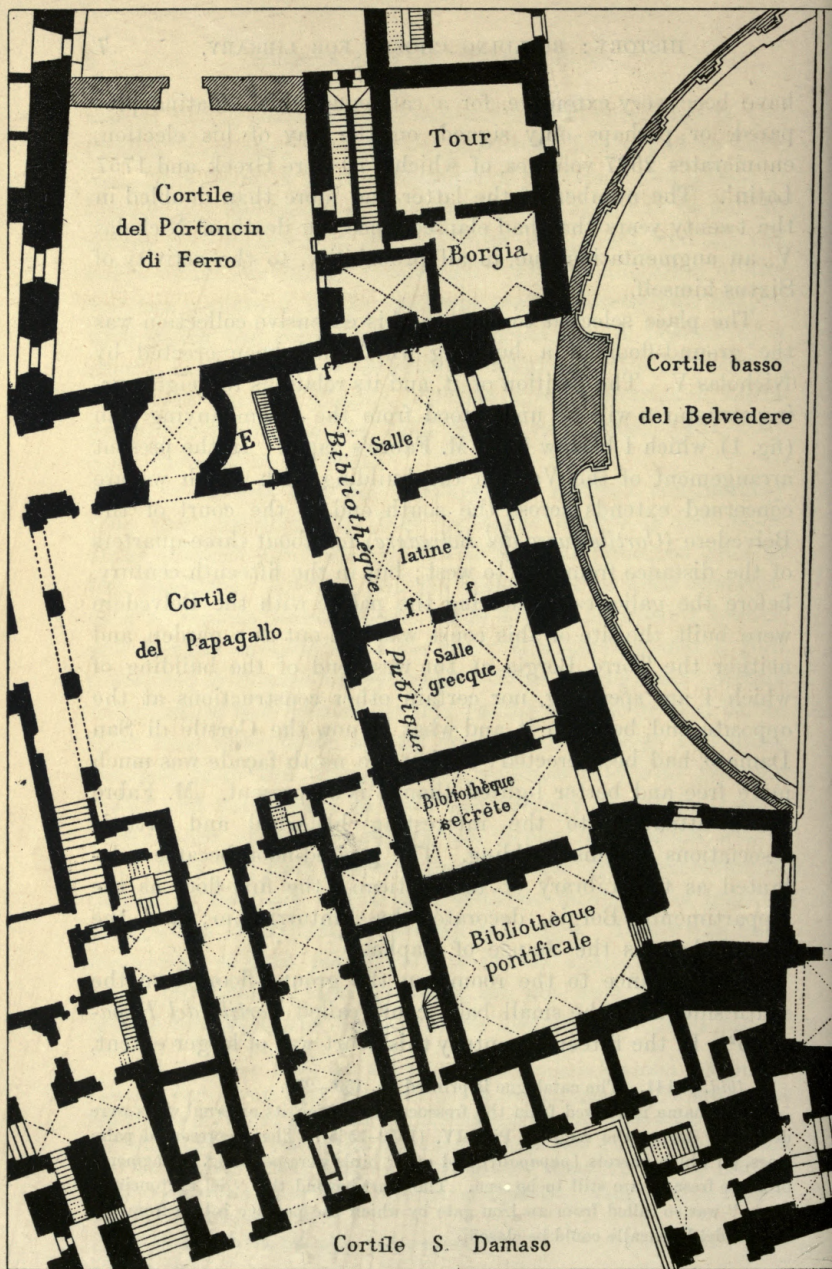 Tour
Cortile
del Portoncin
di Ferro
Borgia
f
f
Cortile basso
del Belvedere
E
Salle
Bibliothèque
latine
Cortile
del Papagallo
f
f
Salle
grecque
Publique
Bibliothèque
secrète
Bibliothèque
pontificale
Cortile S. Damaso